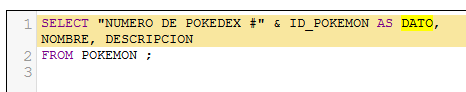 1 SELECT "NUMERO DE POKEDEX #" & ID_POKEMON AS DATO,
NOMBRE, DESCRIPCION
2 FROM POKEMON ;
3